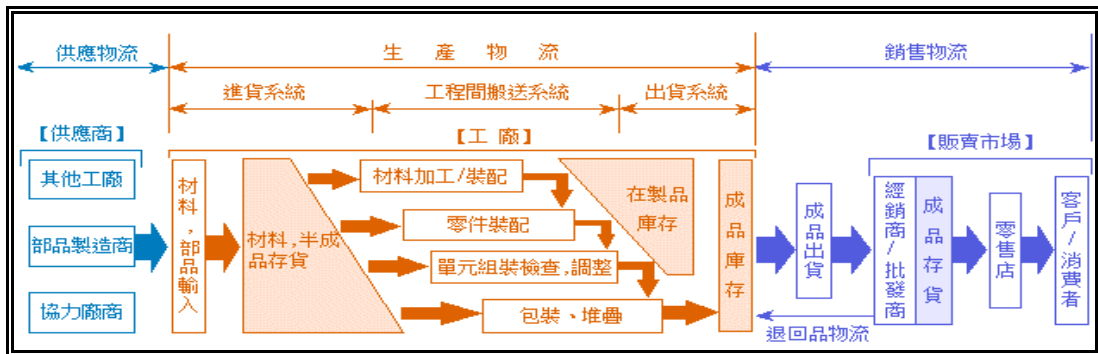 供應物流
生產物流
銷售物流
進貨系統
工程間搬送系統
出貨系統
【供應商】
【工廠】
【販賣市場】
其他工廠
部品製造商
協力廠商
材料,部品輸入
材料,半成
品存貨
材料加工/裝配
零件裝配
單元組裝檢查,調整
包裝、堆疊
在製品
庫存
成品庫存
成品出貨
經銷商/批發商
成品存貨
零售店
客戶/消費者
退回品物流